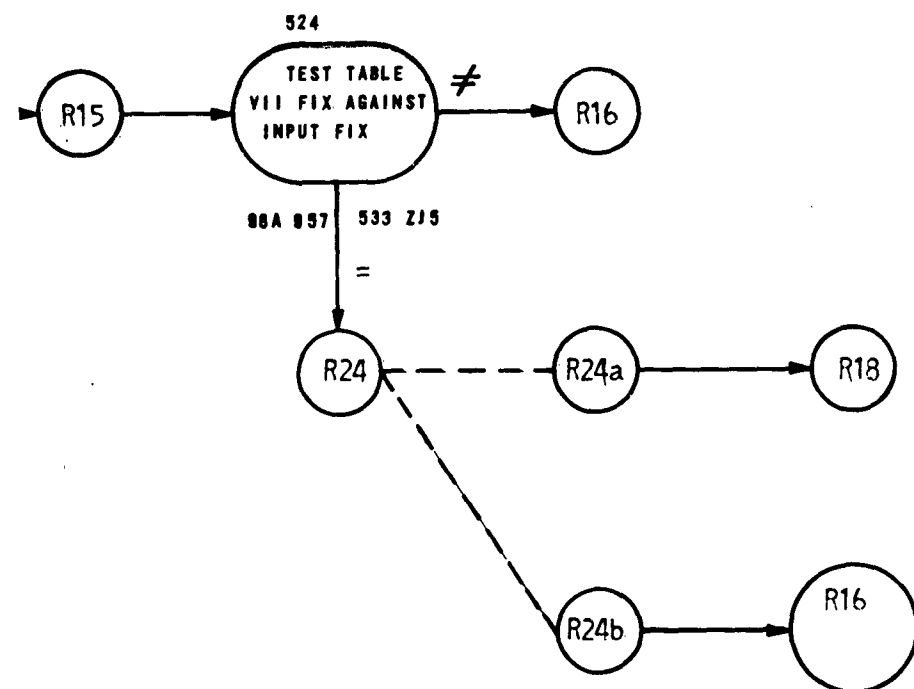 524
TEST TABLE
VII FIX AGAINST
INPUT FIX
≠
R15
R16
533 ZJ5
=
R24
R24a
R18
R24b
R16